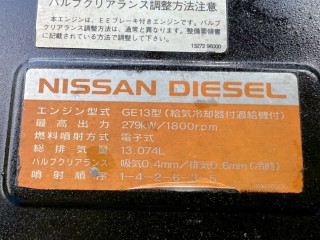 バルブクリアランス調整方法注意
本エンジンは、EEブレーキ付きエンジンです。バルブ
クリアランス調整方法は、通常と異なります。整備要領書
に記載されている方法で調整して下さい。
13272 96000
NISSAN DIESEL
エンジン型式 GE13型(給気冷却器付過給機付)
最高出力 279kW/1800rpm
燃料噴射方式 電子式
総排気量 13.074L
バルブクリアランス 吸気0.4mm/排気0.6mm(冷時)
噴射順 1-4-2-6-3-5